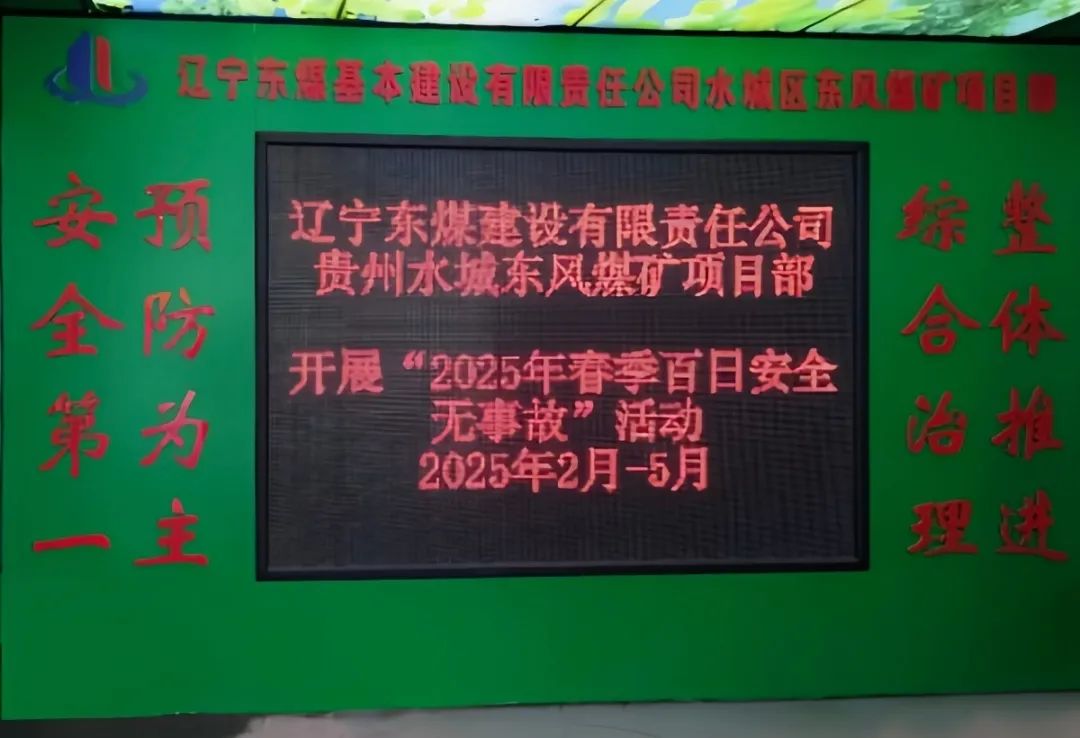 辽宁东煤基本建设有限责任公司水城区东风煤矿项目部
安全第一
预防为主
辽宁东煤建设有限责任公司
贵州水城东风煤矿项目部
开展“2025年春季百日安全
无事故”活动
2025年2月-5月
综合治理
整体推进